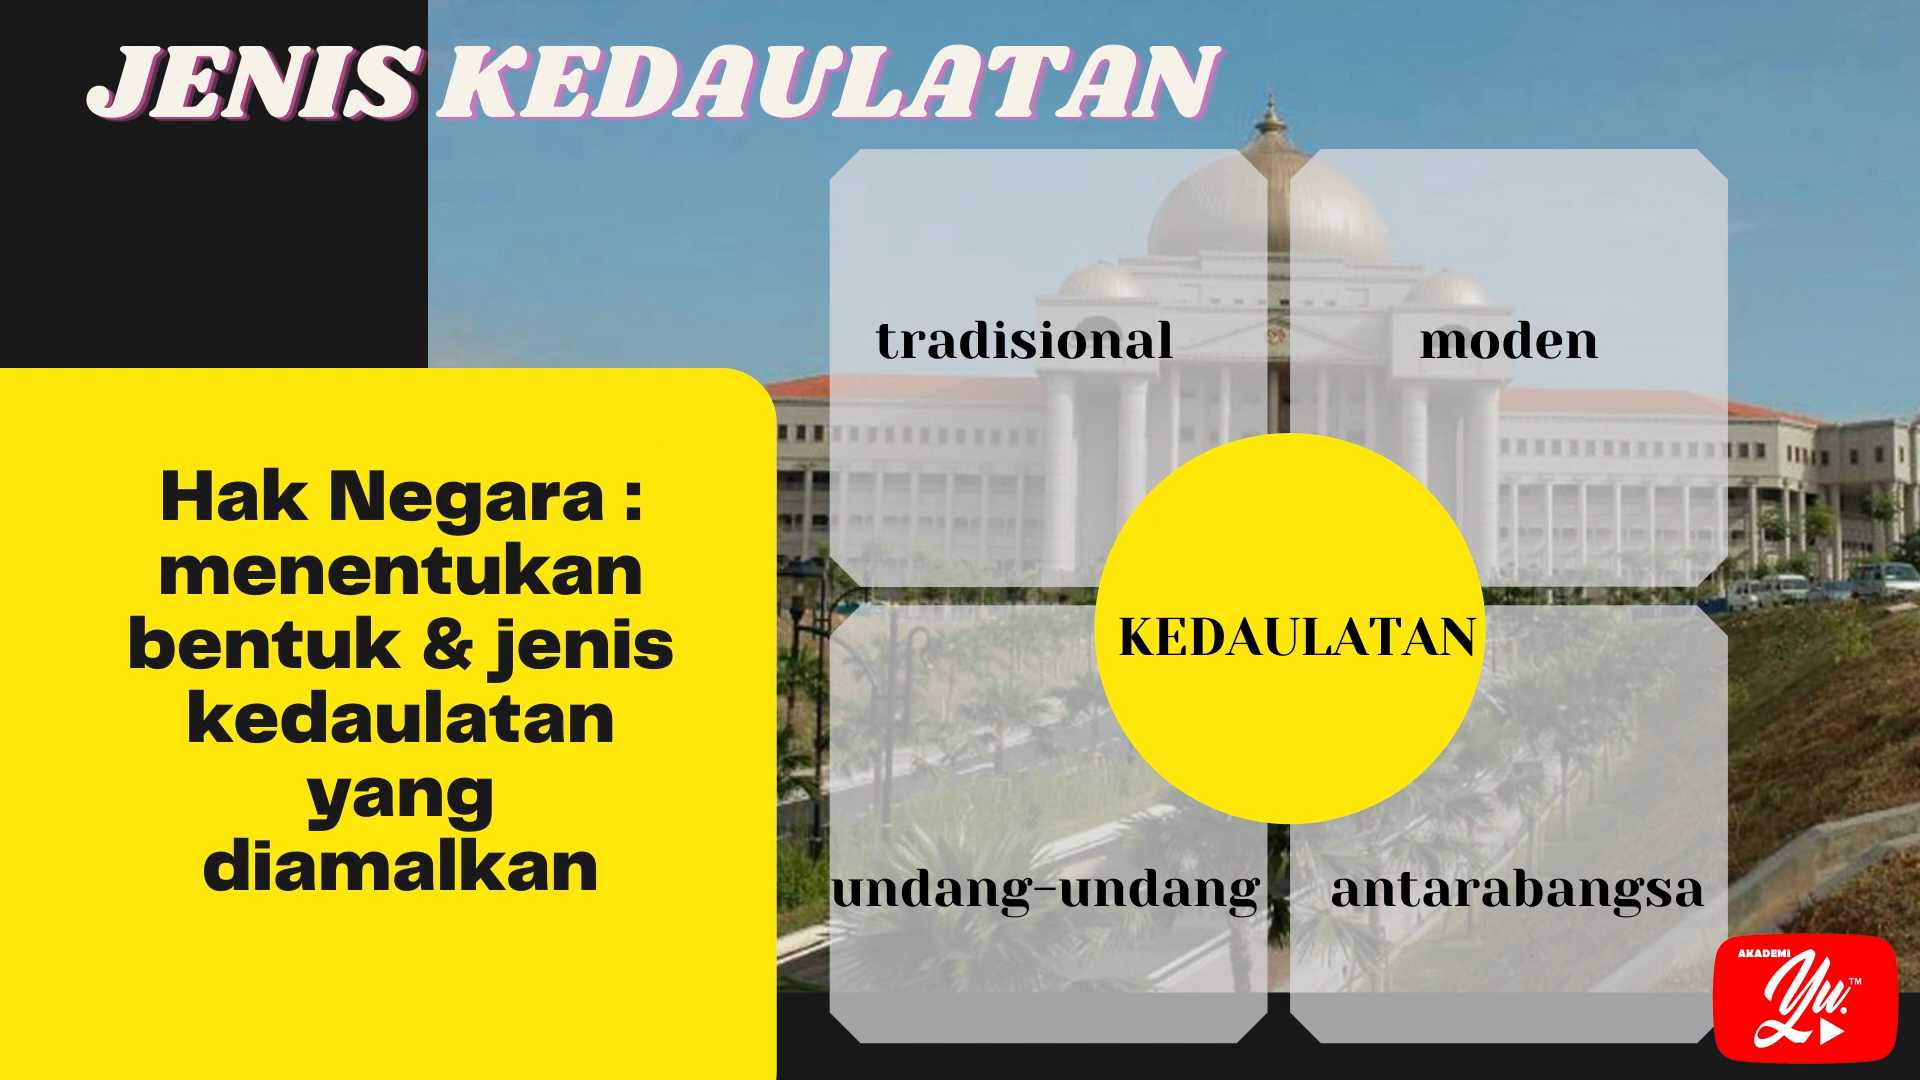 JENIS KEDAULATAN
Hak Negara :
menentukan
bentuk & jenis
kedaulatan
yang
diamalkan
tradisional
moden
KEDAULATAN
undang-undang
antarabangsa
AKADEMI
Yu.™